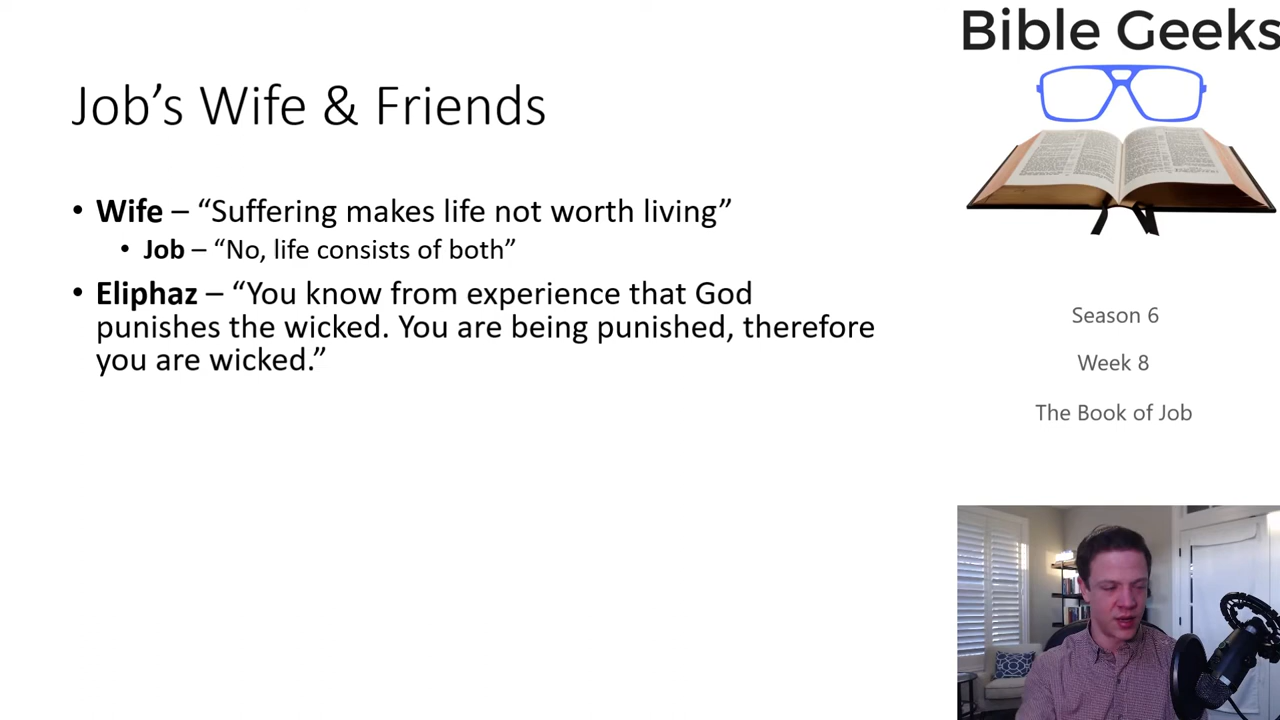 Bible Geeks
Job’s Wife & Friends
• Wife – “Suffering makes life not worth living”
• Job – “No, life consists of both”
• Eliphaz – “You know from experience that God
punishes the wicked. You are being punished, therefore
you are wicked.”
Season 6
Week 8
The Book of Job